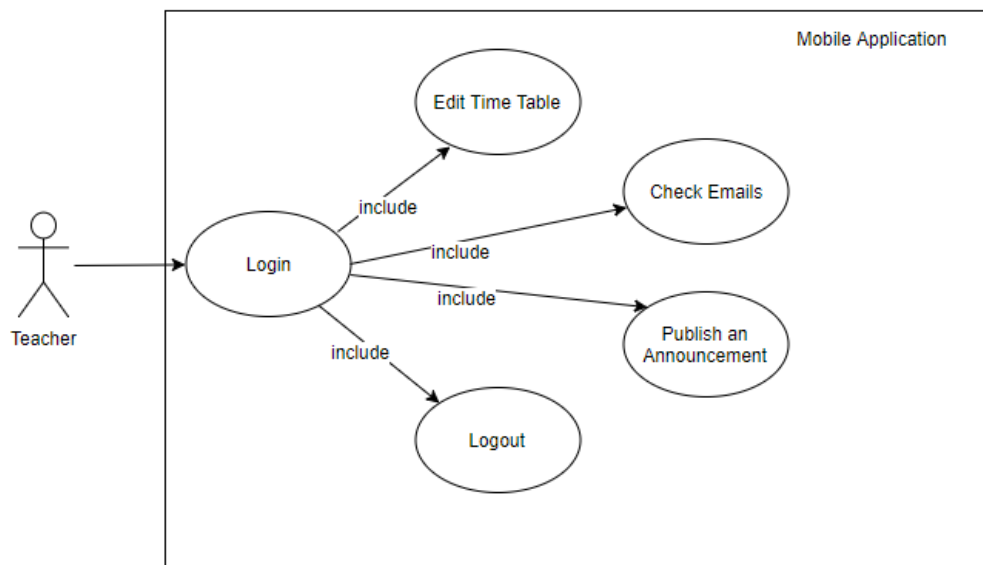 Mobile Application
Edit Time Table
Check Emails
include
include
Login
include
Teacher
Publish an
Announcement
include
Logout